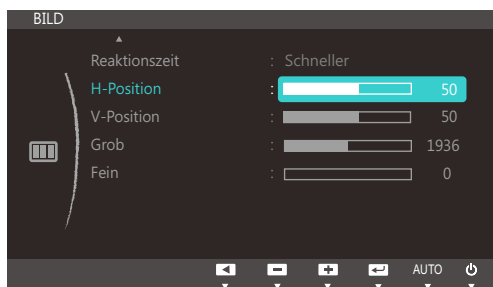 BILD
Reaktionszeit : Schneller
H-Position : 50
V-Position : 50
Grob : 1936
Fein : 0
AUTO